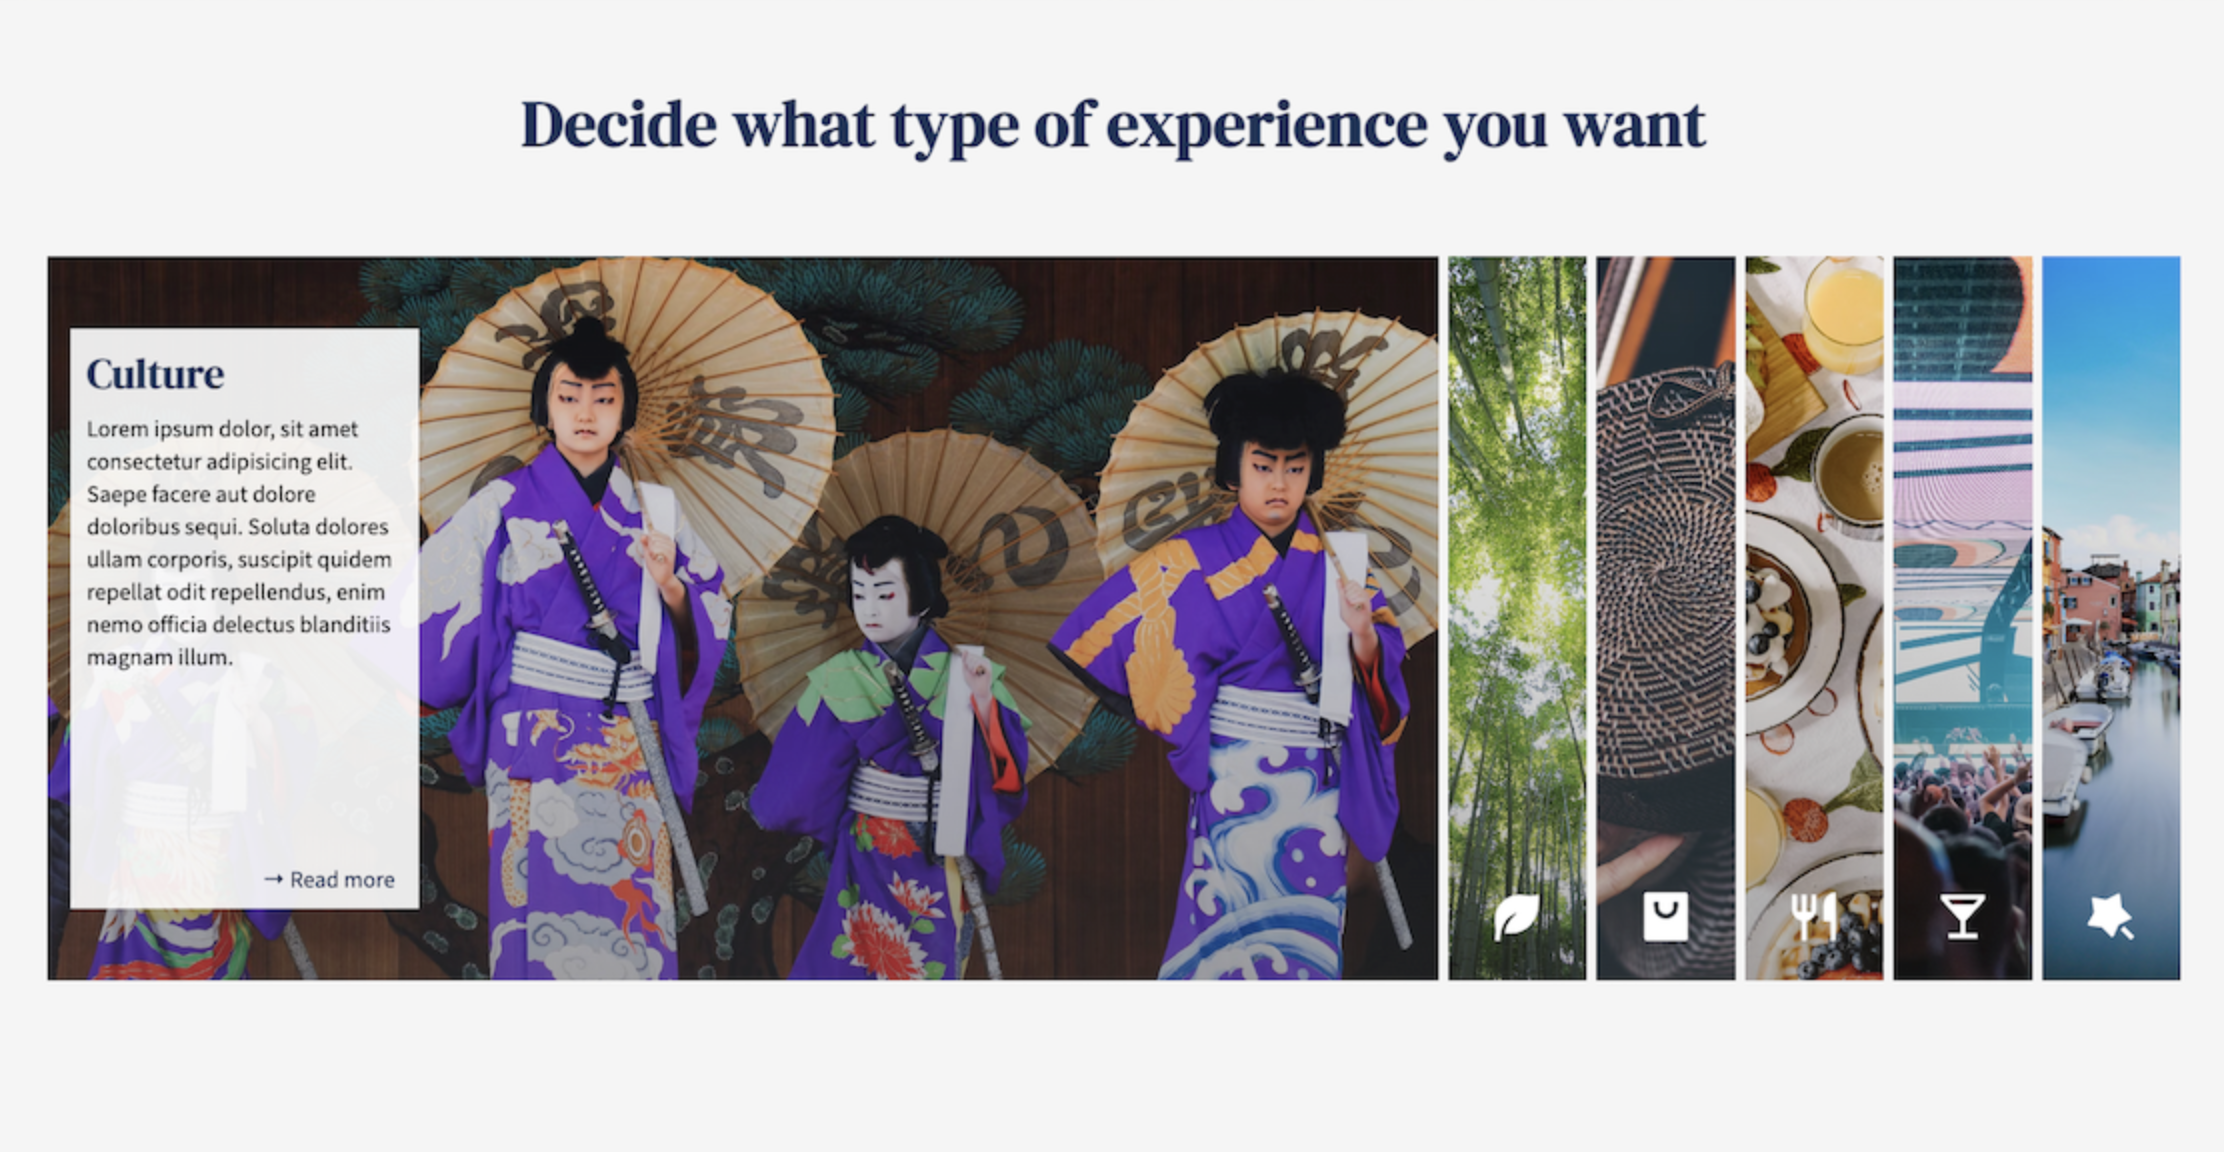 Decide what type of experience you want
Culture
Lorem ipsum dolor, sit amet
consectetur adipisicing elit.
Saepe facere aut dolore
doloribus sequi. Soluta dolores
ullam corporis, suscipit quidem
repellat odit repellendus, enim
nemo officia delectus blanditiis
magnam illum.
→ Read more